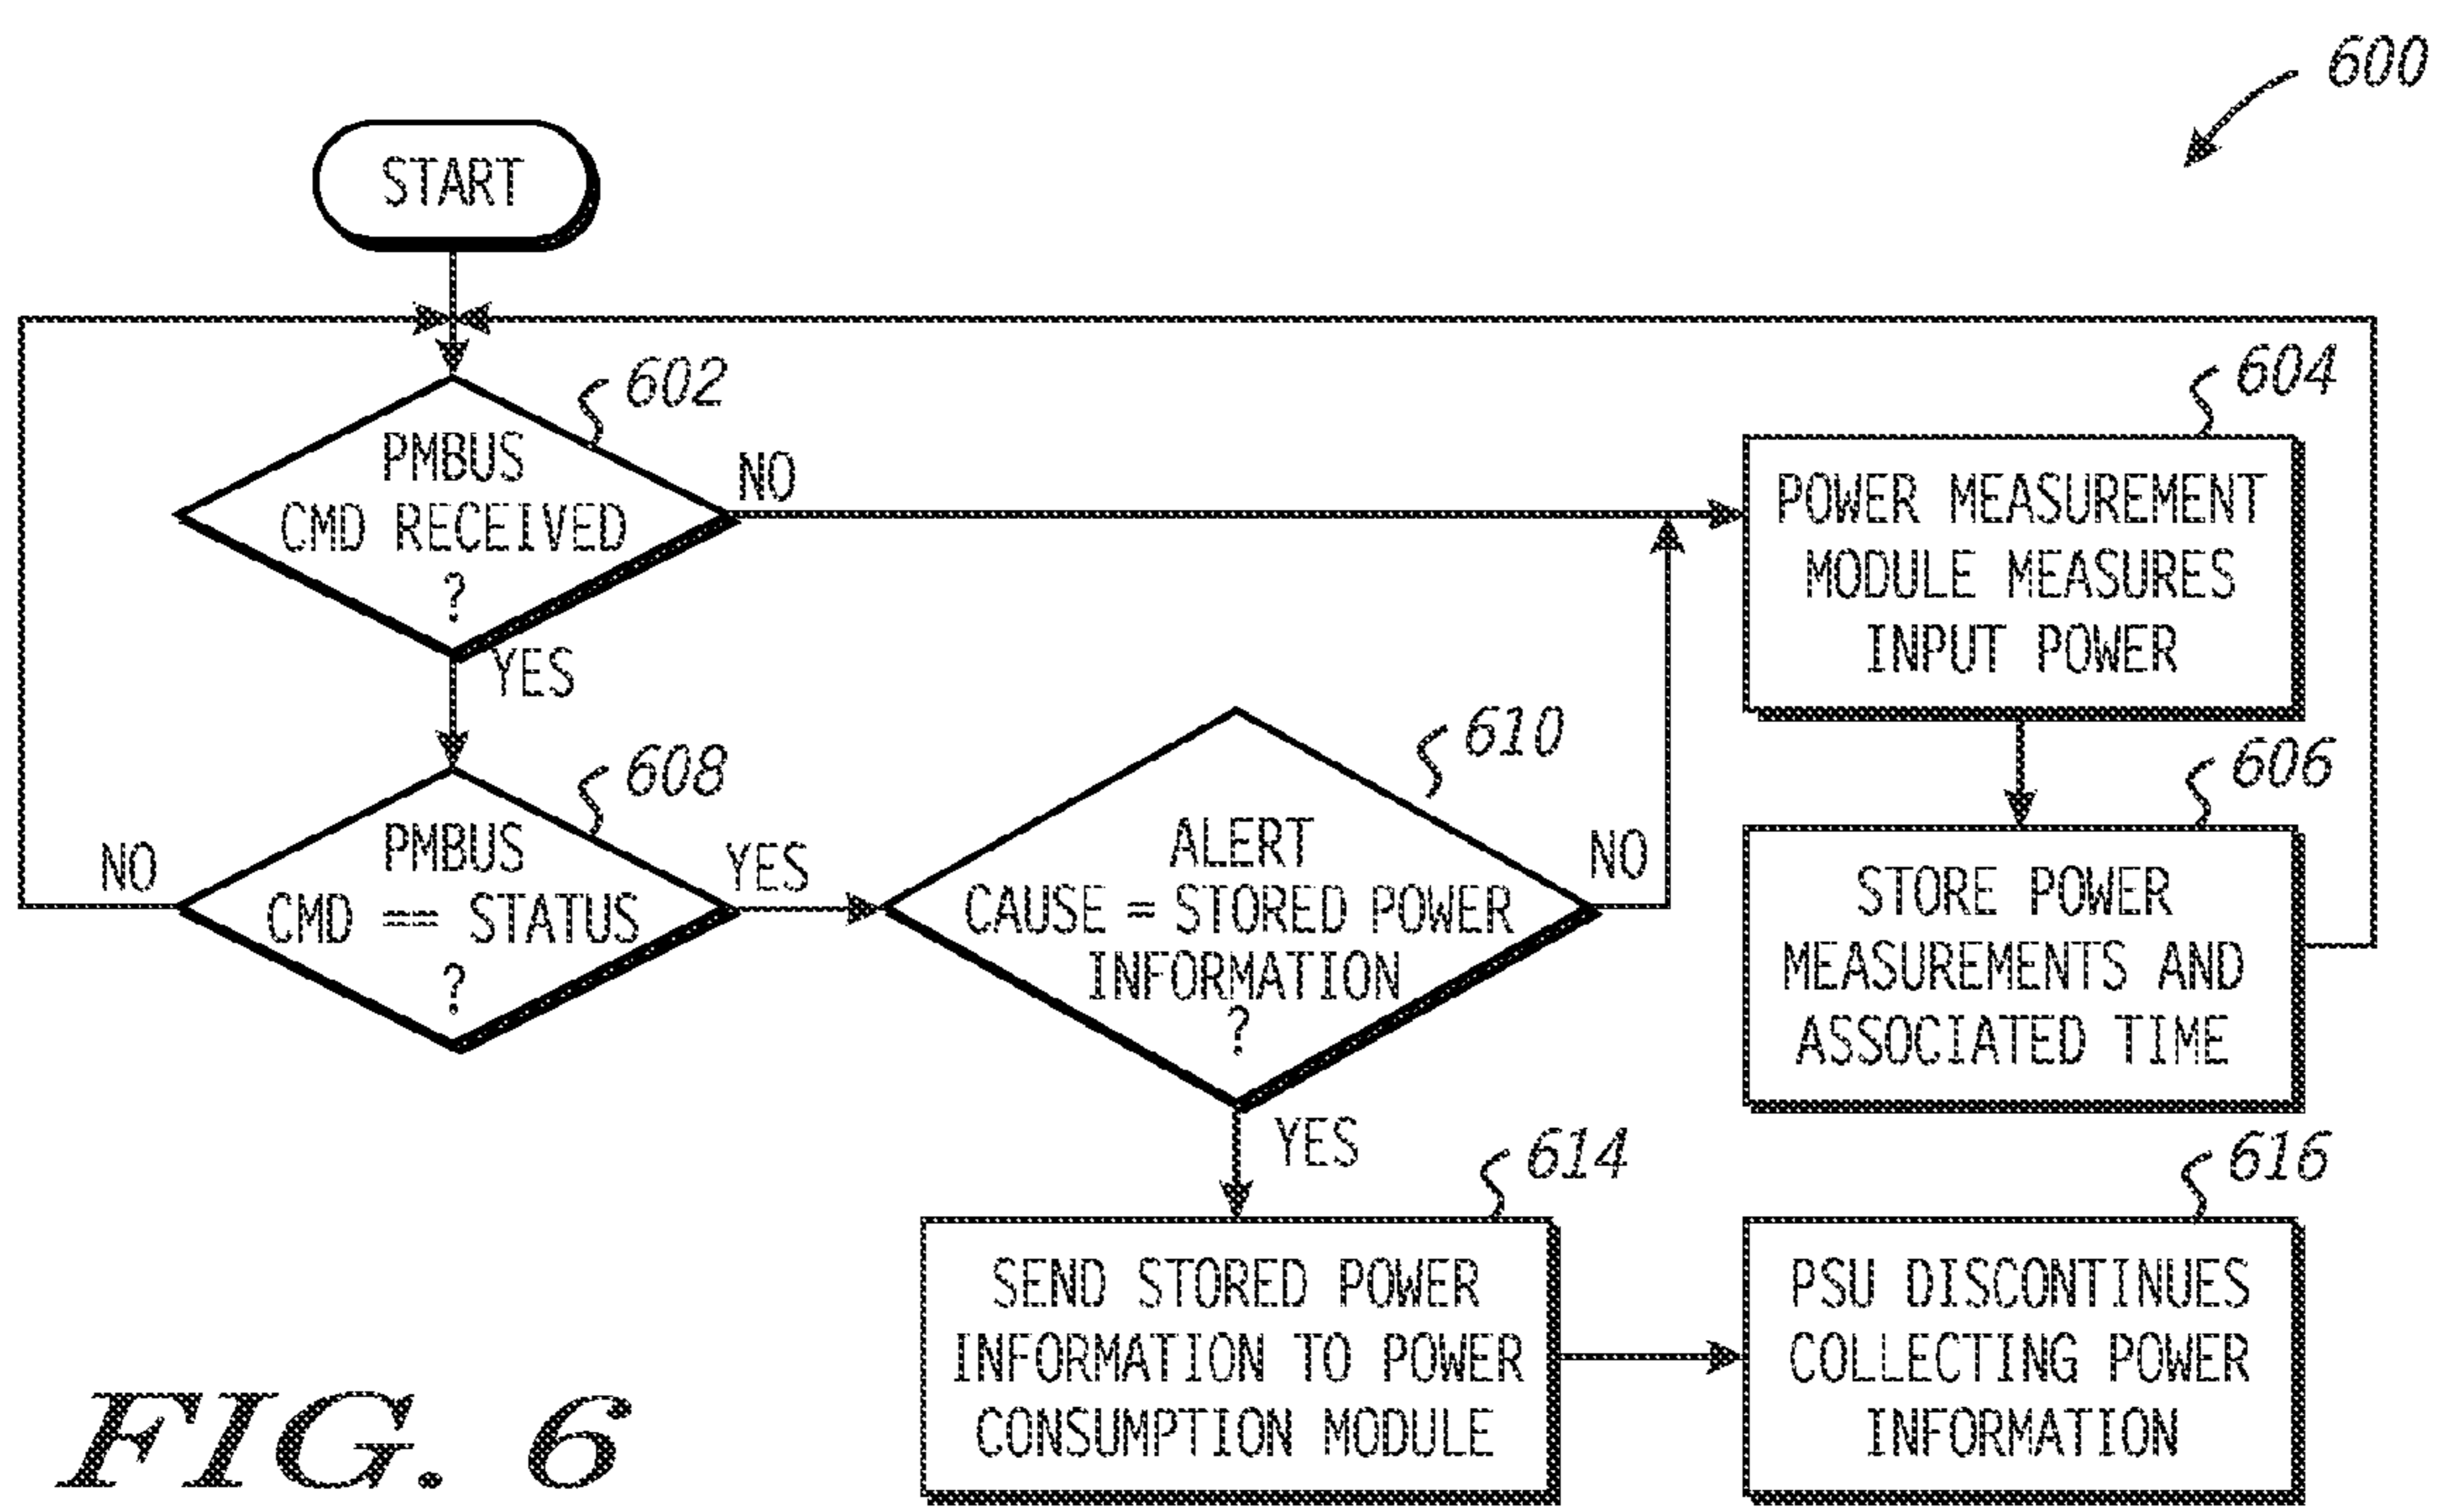 600
START
602
PMBUS
CMD RECEIVED
?
NO
YES
604
POWER MEASUREMENT
MODULE MEASURES
INPUT POWER
606
STORE POWER
MEASUREMENTS AND
ASSOCIATED TIME
608
PMBUS
CMD == STATUS
?
NO
YES
610
ALERT
CAUSE = STORED POWER
INFORMATION
?
NO
YES
614
SEND STORED POWER
INFORMATION TO POWER
CONSUMPTION MODULE
616
PSU DISCONTINUES
COLLECTING POWER
INFORMATION
FIG. 6